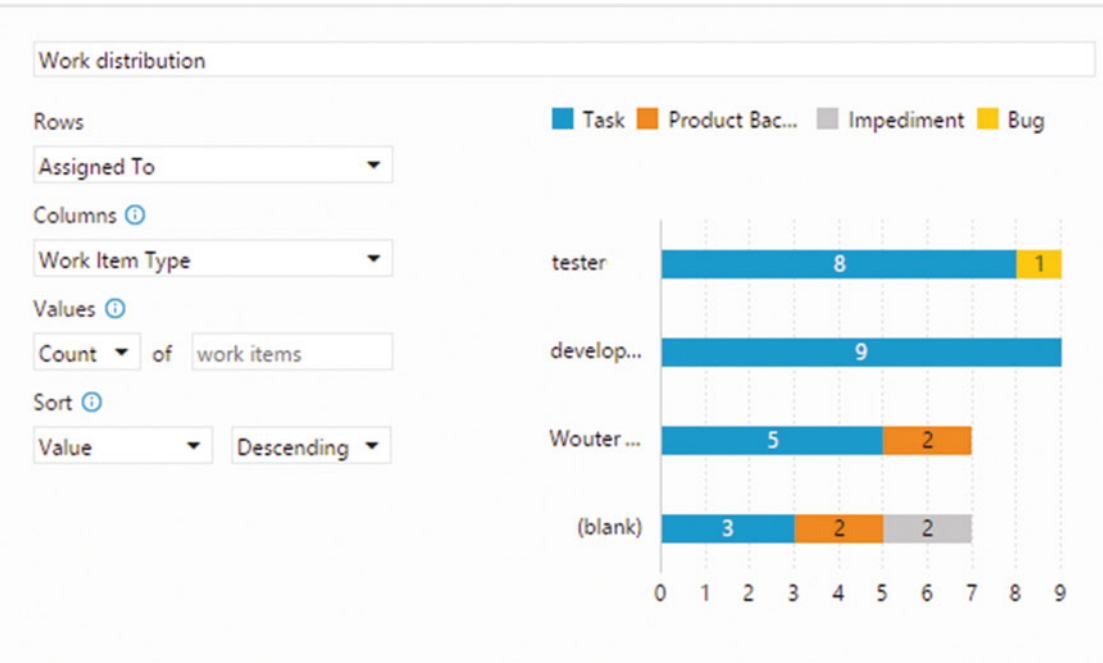 Work distribution
Rows
Assigned To
Columns
Work Item Type
Values
Count of work items
Sort
Value Descending
Task Product Bac... Impediment Bug
tester 8 1
develop... 9
Wouter ... 5 2
(blank) 3 2 2
0 1 2 3 4 5 6 7 8 9